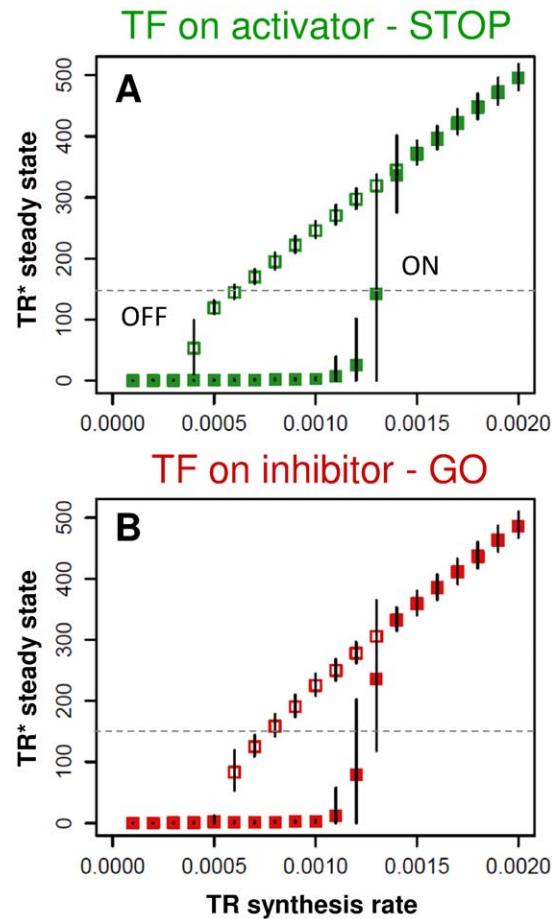 TF on activator - STOP
A
TR* steady state
500
400
300
200
100
0
OFF
ON
0.0000 0.0005 0.0010 0.0015 0.0020
TF on inhibitor - GO
B
TR* steady state
500
400
300
200
100
0
0.0000 0.0005 0.0010 0.0015 0.0020
TR synthesis rate